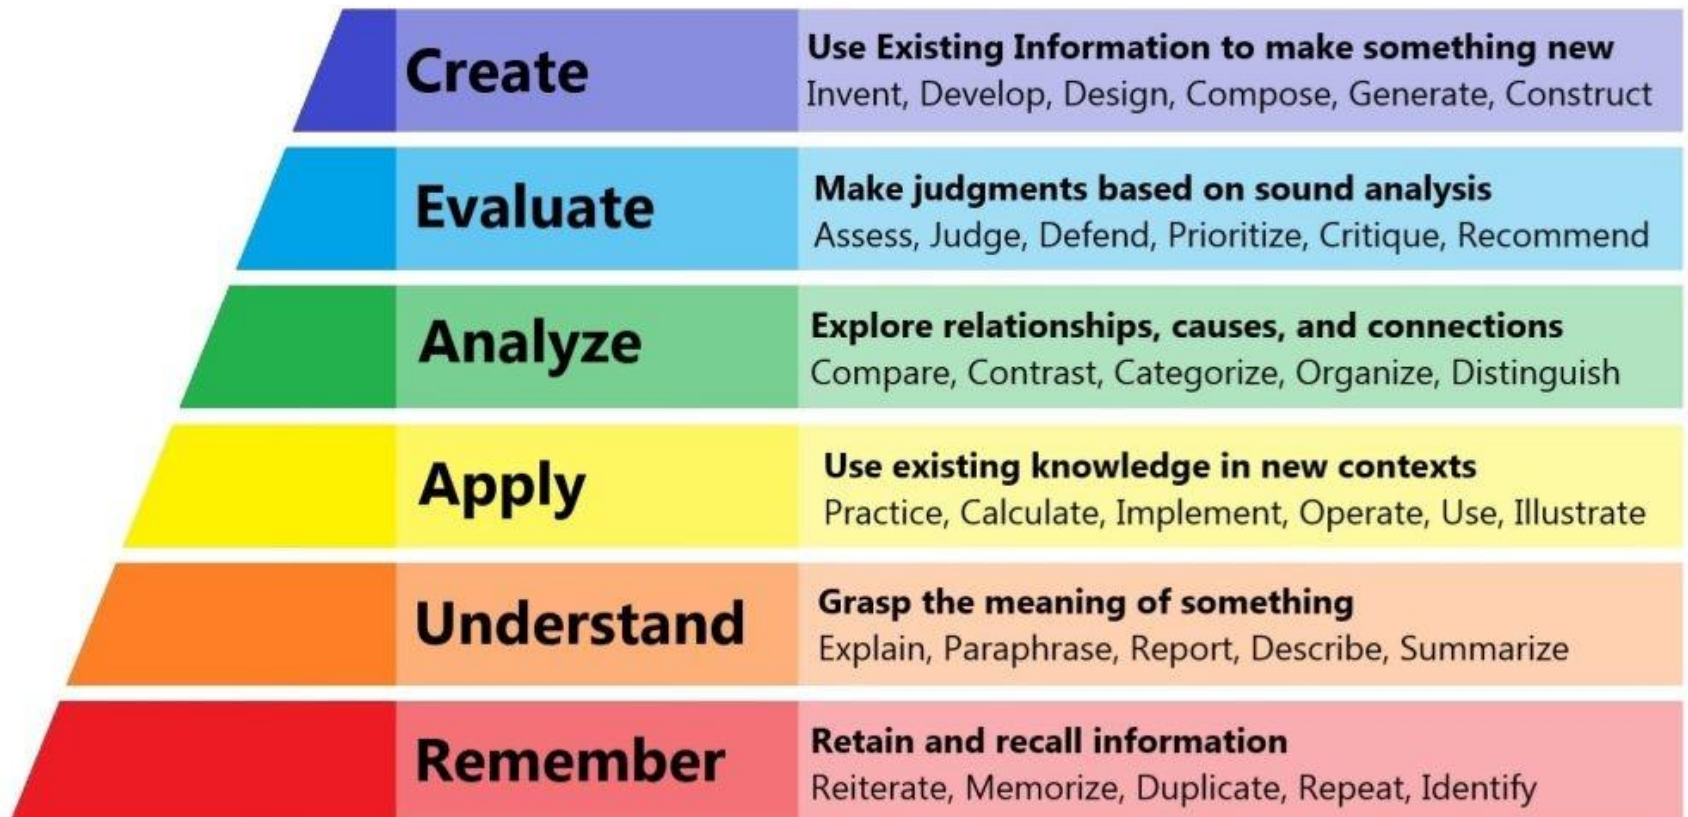 Create
Use Existing Information to make something new
Invent, Develop, Design, Compose, Generate, Construct
Evaluate
Make judgments based on sound analysis
Assess, Judge, Defend, Prioritize, Critique, Recommend
Analyze
Explore relationships, causes, and connections
Compare, Contrast, Categorize, Organize, Distinguish
Apply
Use existing knowledge in new contexts
Practice, Calculate, Implement, Operate, Use, Illustrate
Understand
Grasp the meaning of something
Explain, Paraphrase, Report, Describe, Summarize
Remember
Retain and recall information
Reiterate, Memorize, Duplicate, Repeat, Identify